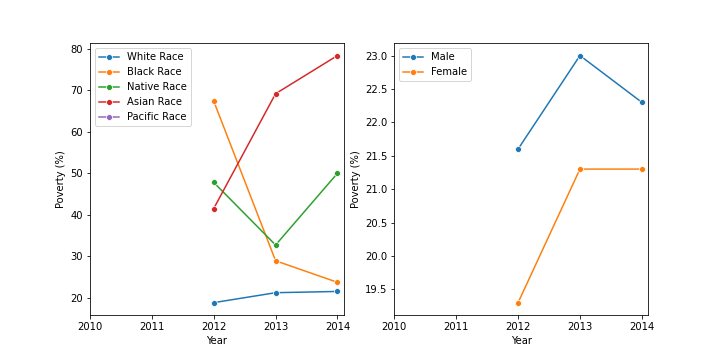 80
70
60
50
40
30
20
Poverty (%)
White Race
Black Race
Native Race
Asian Race
Pacific Race
2010 2011 2012 2013 2014
Year
23.0
22.5
22.0
21.5
21.0
20.5
20.0
19.5
Poverty (%)
Male
Female
2010 2011 2012 2013 2014
Year